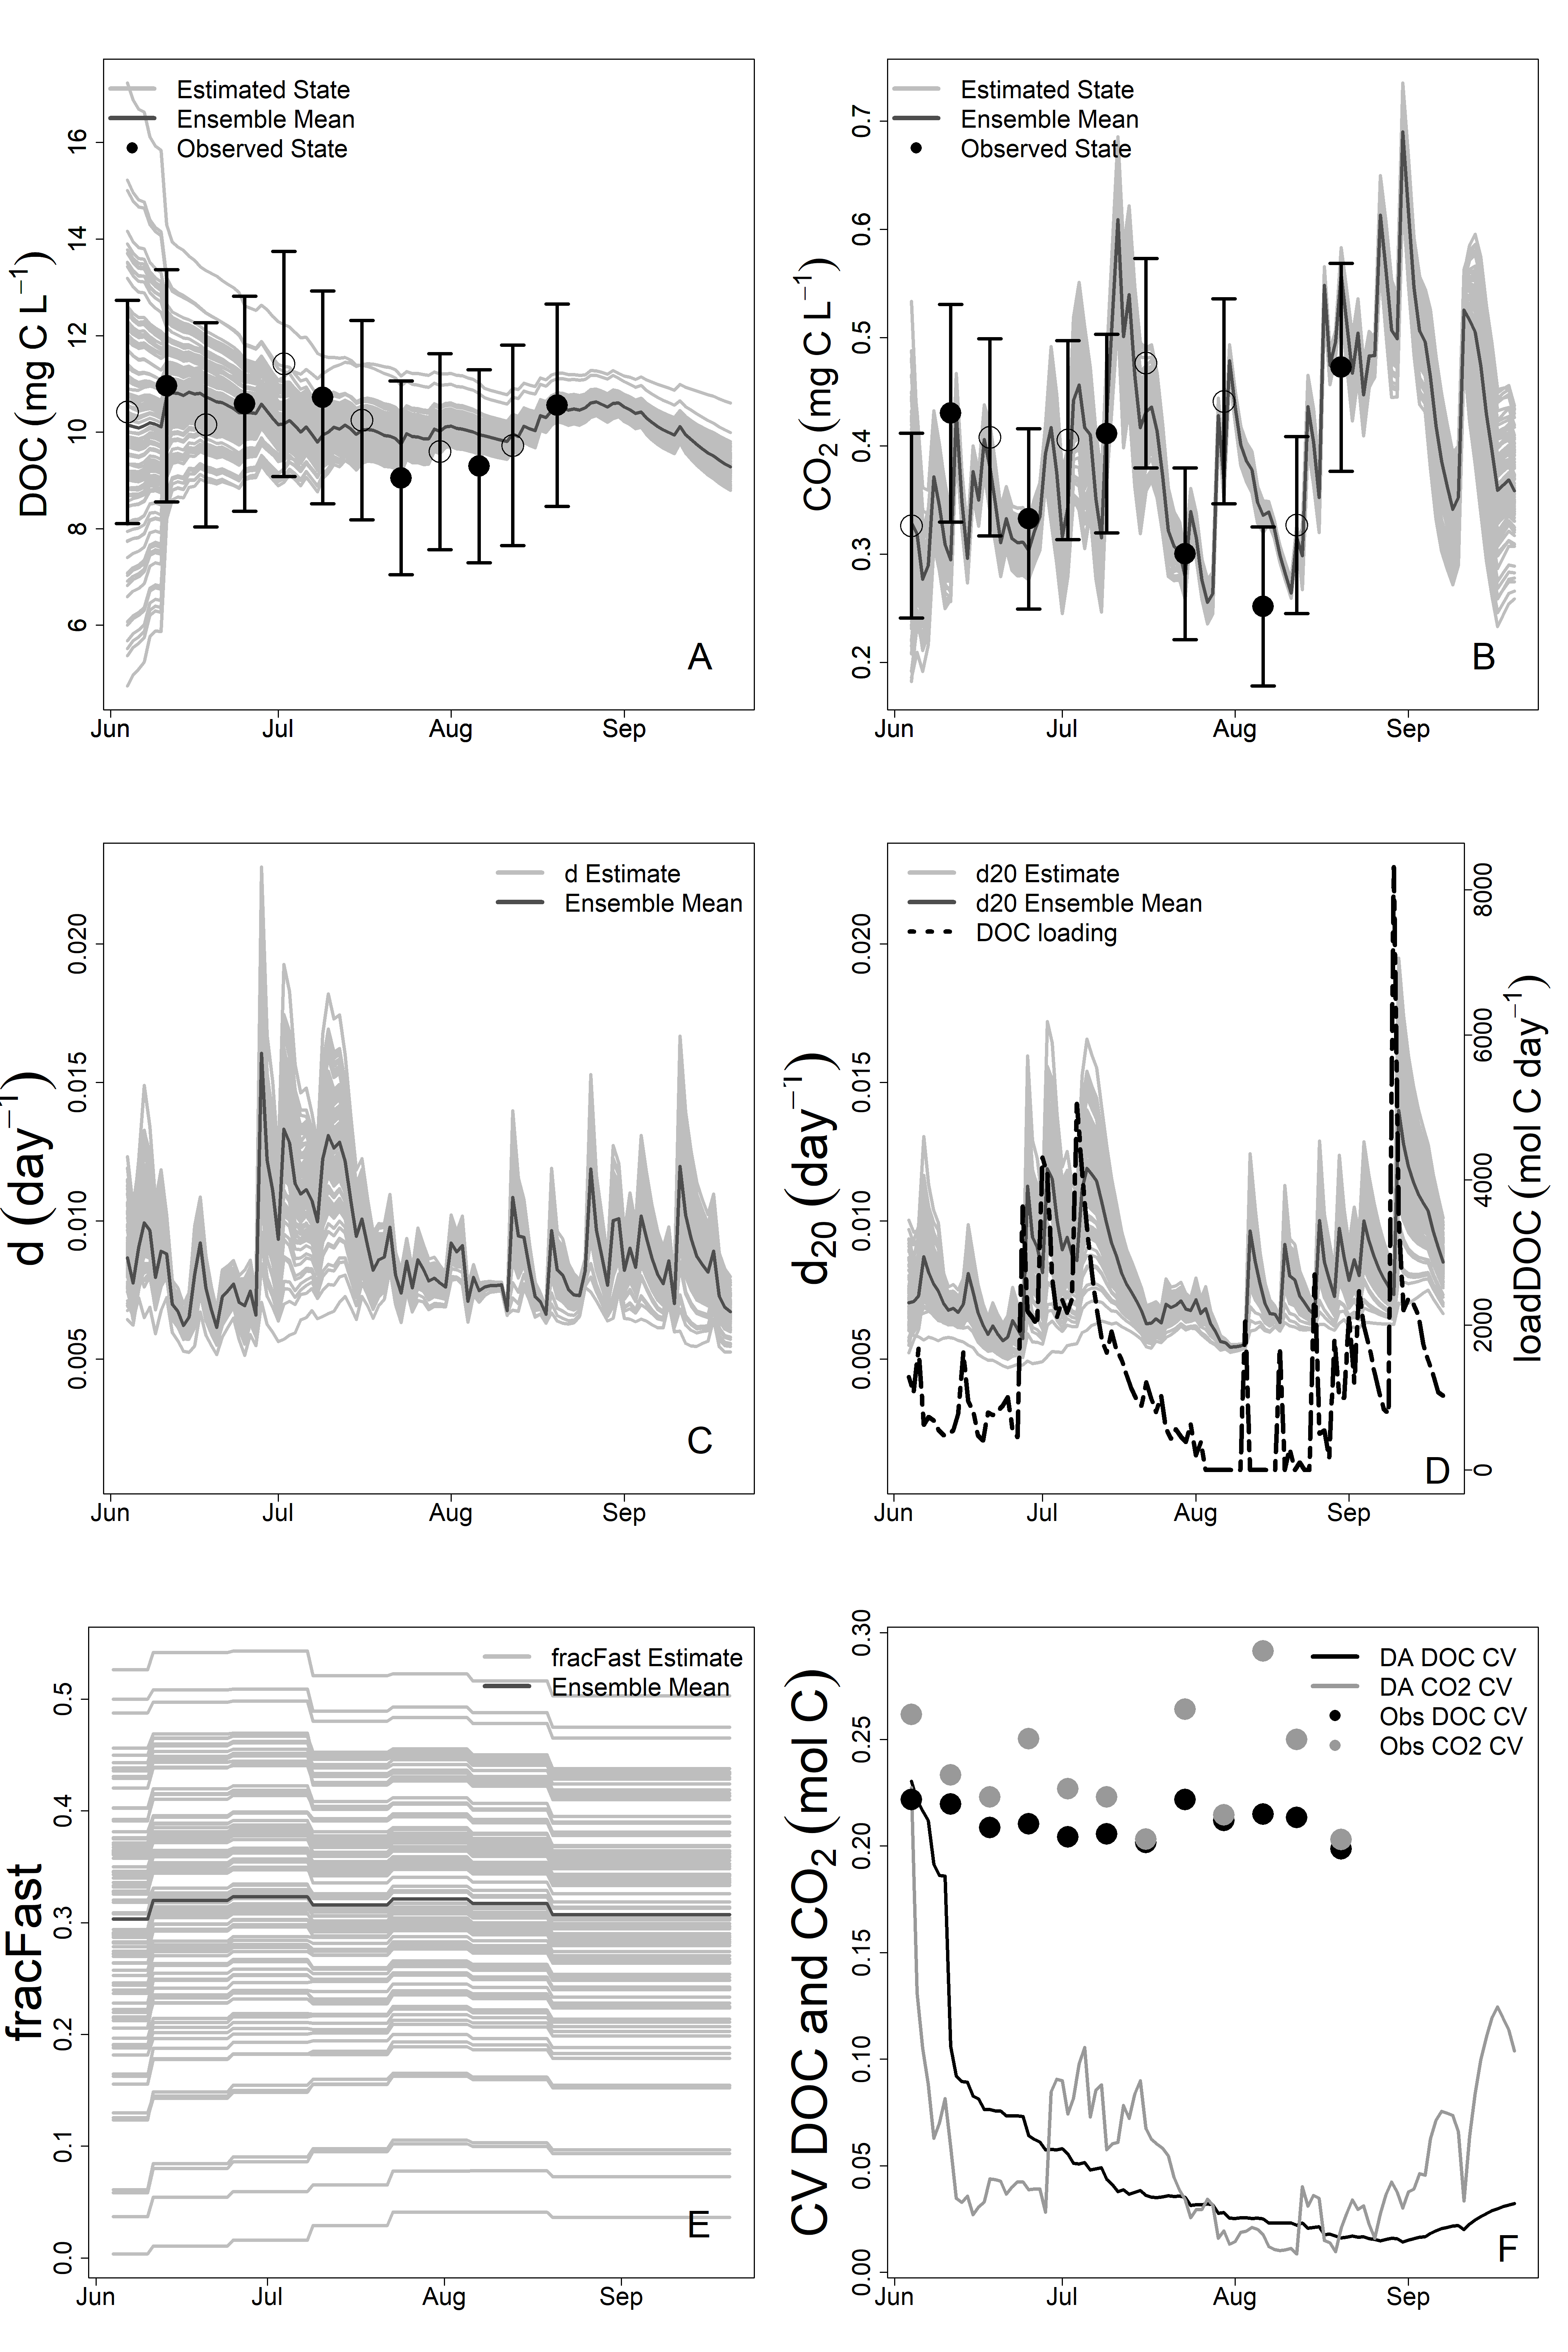 Estimated State
Ensemble Mean
Observed State
DOC (mg C L⁻¹)
16
14
12
10
8
6
A
Jun
Jul
Aug
Sep
Estimated State
Ensemble Mean
Observed State
CO₂ (mg C L⁻¹)
0.7
0.6
0.5
0.4
0.3
0.2
B
Jun
Jul
Aug
Sep
d Estimate
Ensemble Mean
d (day⁻¹)
0.020
0.015
0.010
0.005
C
Jun
Jul
Aug
Sep
d20 Estimate
d20 Ensemble Mean
DOC loading
d₂₀ (day⁻¹)
0.020
0.015
0.010
0.005
loadDOC (mol C day⁻¹)
8000
6000
4000
2000
0
D
Jun
Jul
Aug
Sep
fracFast Estimate
Ensemble Mean
fracFast
0.5
0.4
0.3
0.2
0.1
0.0
E
Jun
Jul
Aug
Sep
DA DOC CV
DA CO2 CV
Obs DOC CV
Obs CO2 CV
CV DOC and CO₂ (mol C)
0.30
0.25
0.20
0.15
0.10
0.05
0.00
F
Jun
Jul
Aug
Sep